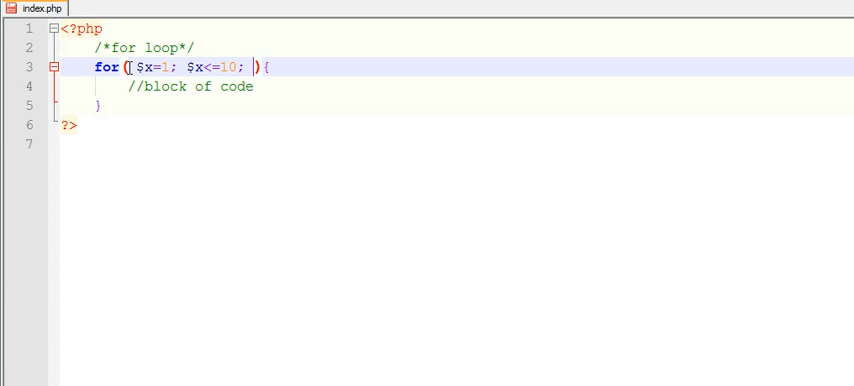 index.php
1 <?php
2 /*for loop*/
3 for( $x=1; $x<=10; ){
4 //block of code
5 }
6 ?>
7